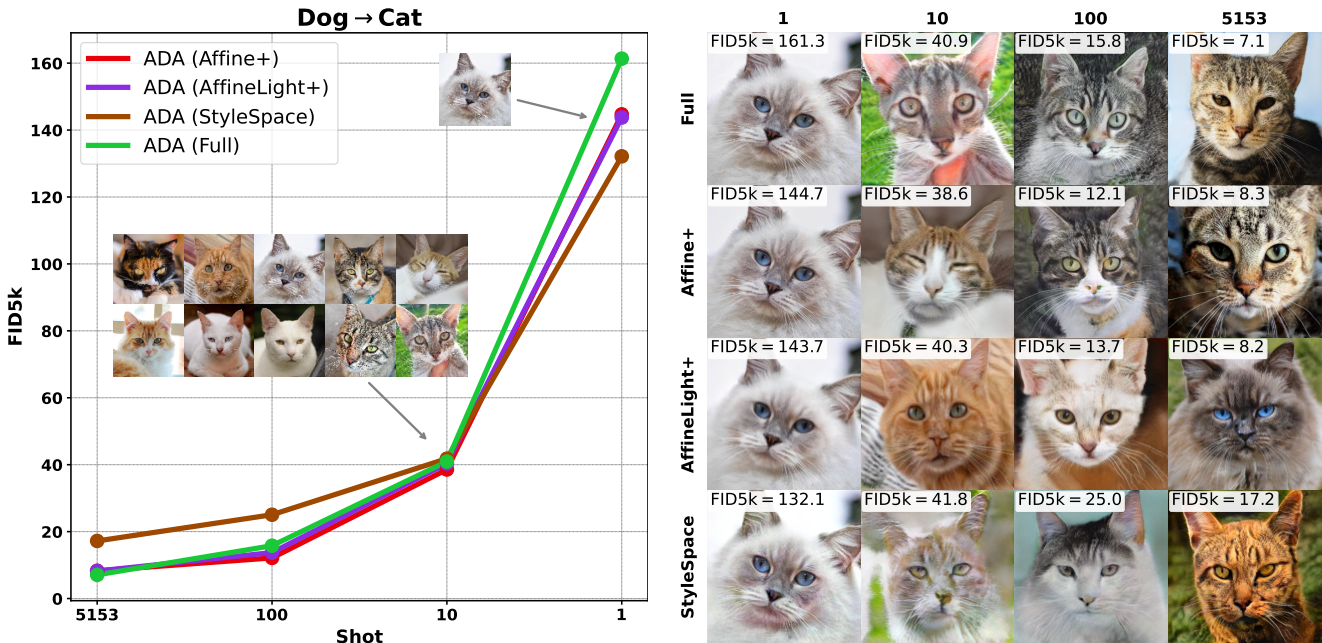 Dog → Cat
160
140
120
100
80
60
40
20
0
FID5k
ADA (Affine+)
ADA (AffineLight+)
ADA (StyleSpace)
ADA (Full)
5153
100
10
1
Shot
1
10
100
5153
Full
FID5k = 161.3
FID5k = 40.9
FID5k = 15.8
FID5k = 7.1
Affine+
FID5k = 144.7
FID5k = 38.6
FID5k = 12.1
FID5k = 8.3
AffineLight+
FID5k = 143.7
FID5k = 40.3
FID5k = 13.7
FID5k = 8.2
StyleSpace
FID5k = 132.1
FID5k = 41.8
FID5k = 25.0
FID5k = 17.2